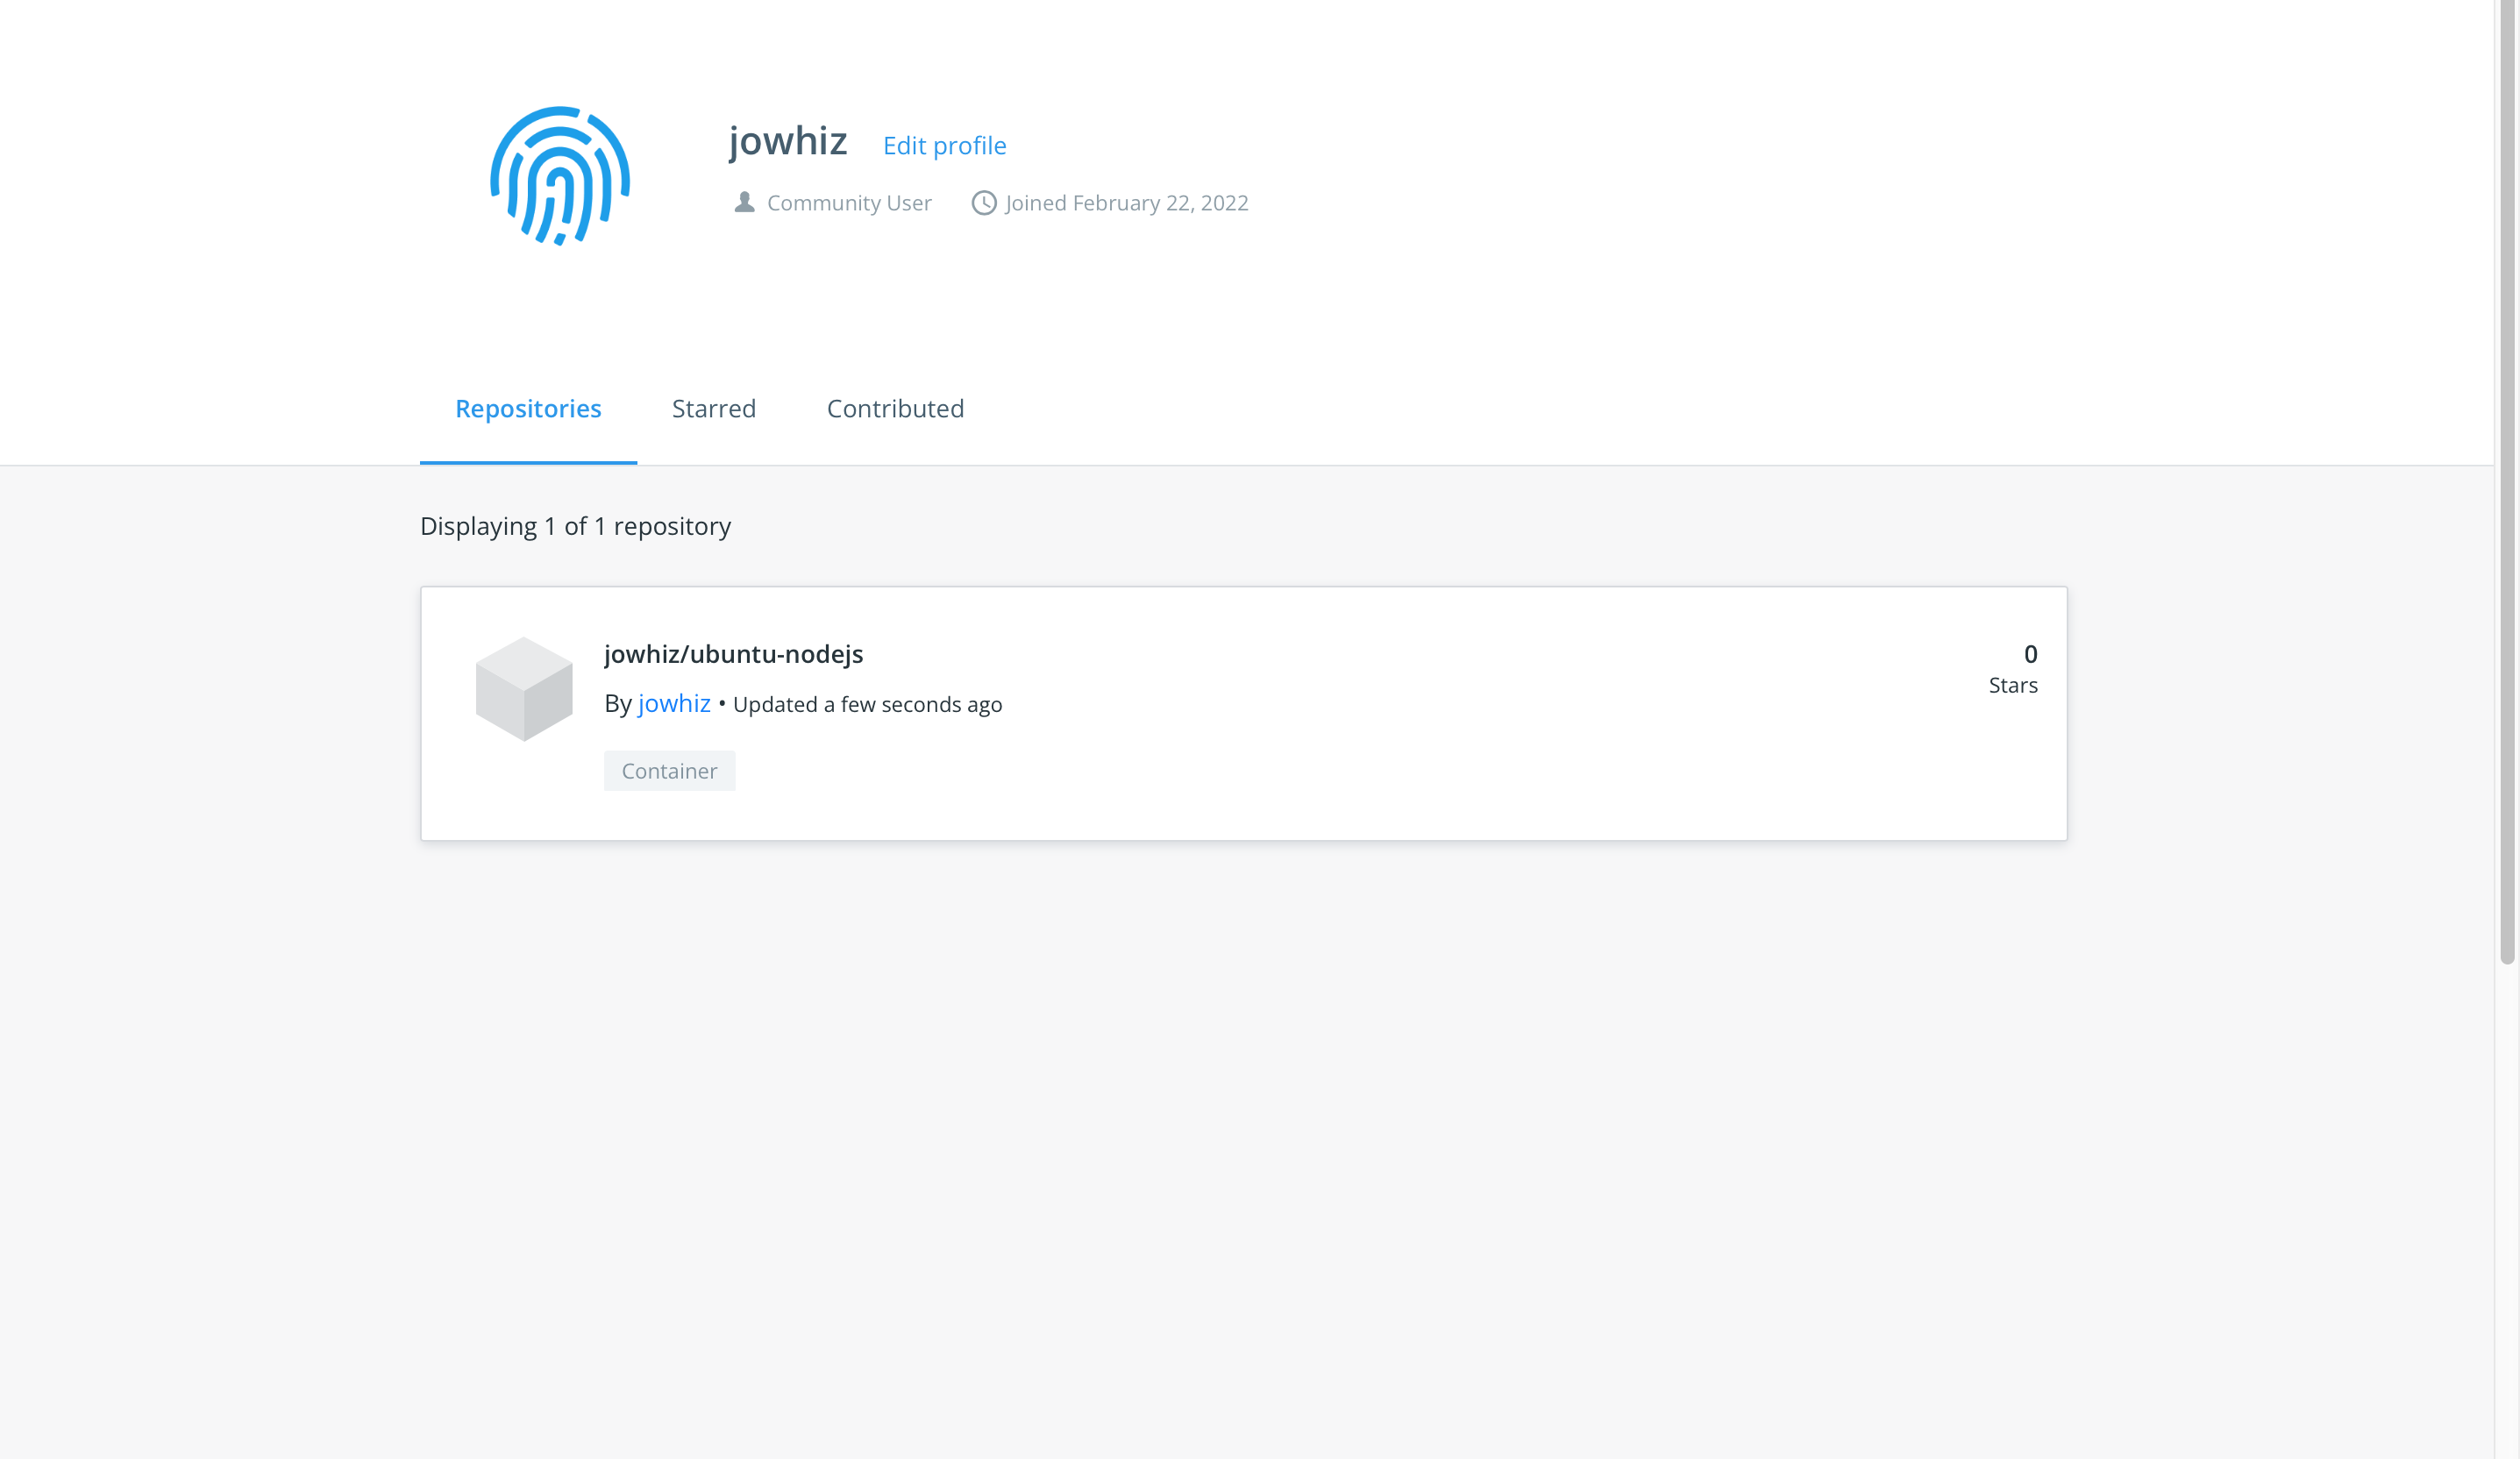 jowhiz Edit profile
Community User Joined February 22, 2022
Repositories Starred Contributed
Displaying 1 of 1 repository
jowhiz/ubuntu-nodejs
By jowhiz • Updated a few seconds ago
Container
0
Stars